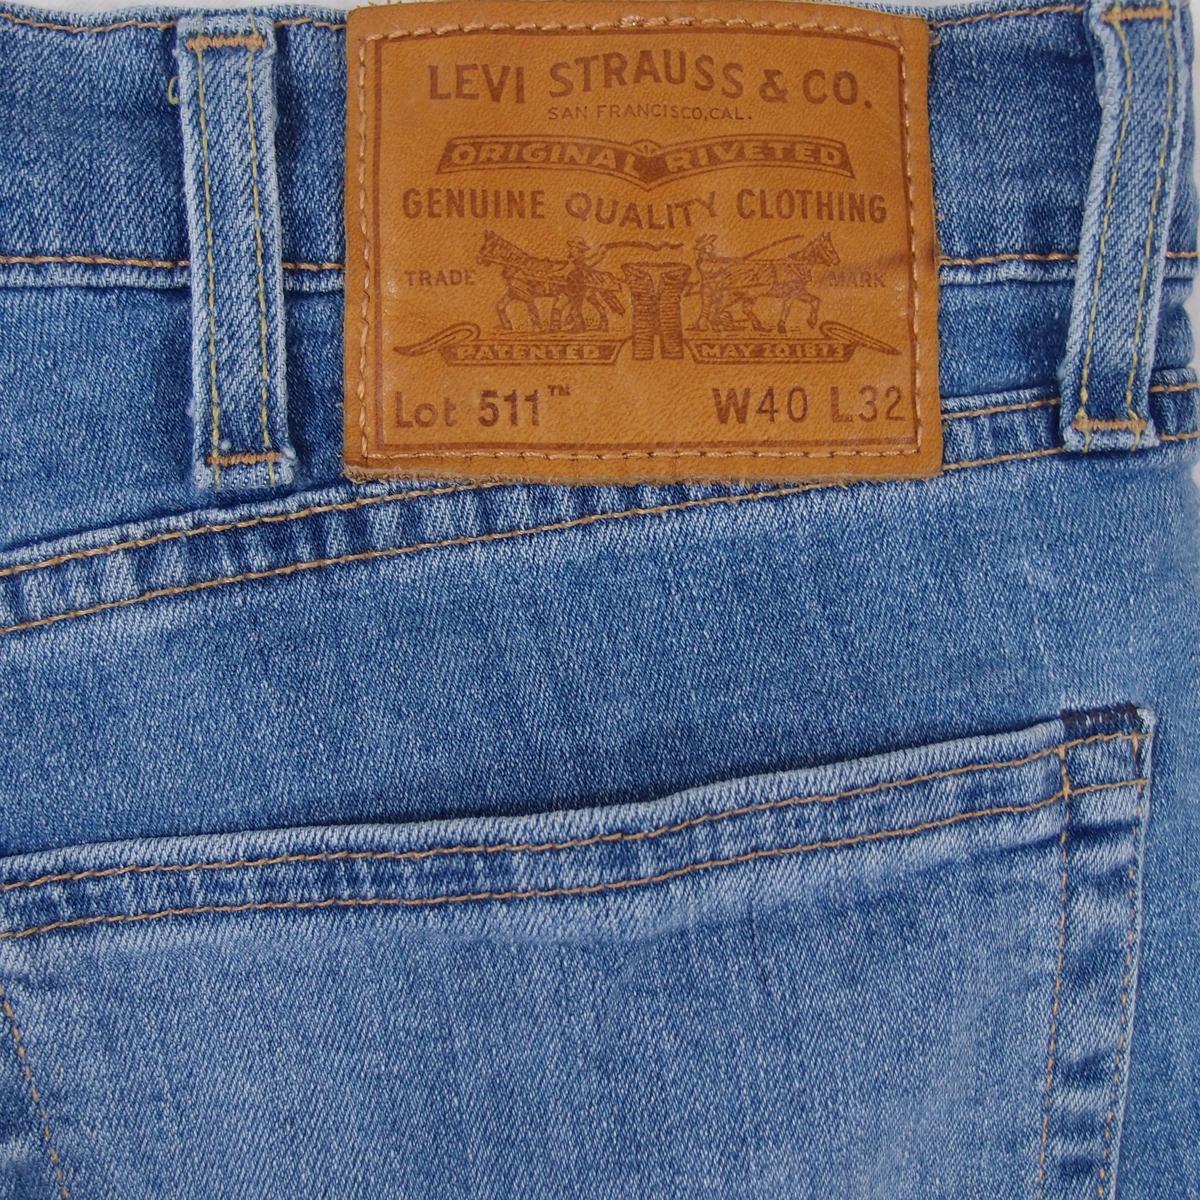 LEVI STRAUSS & CO.
SAN FRANCISCO, CAL.
ORIGINAL RIVETED
GENUINE QUALITY CLOTHING
TRADE MARK
PATENTED MAY 20 1873
Lot 511™ W40 L32